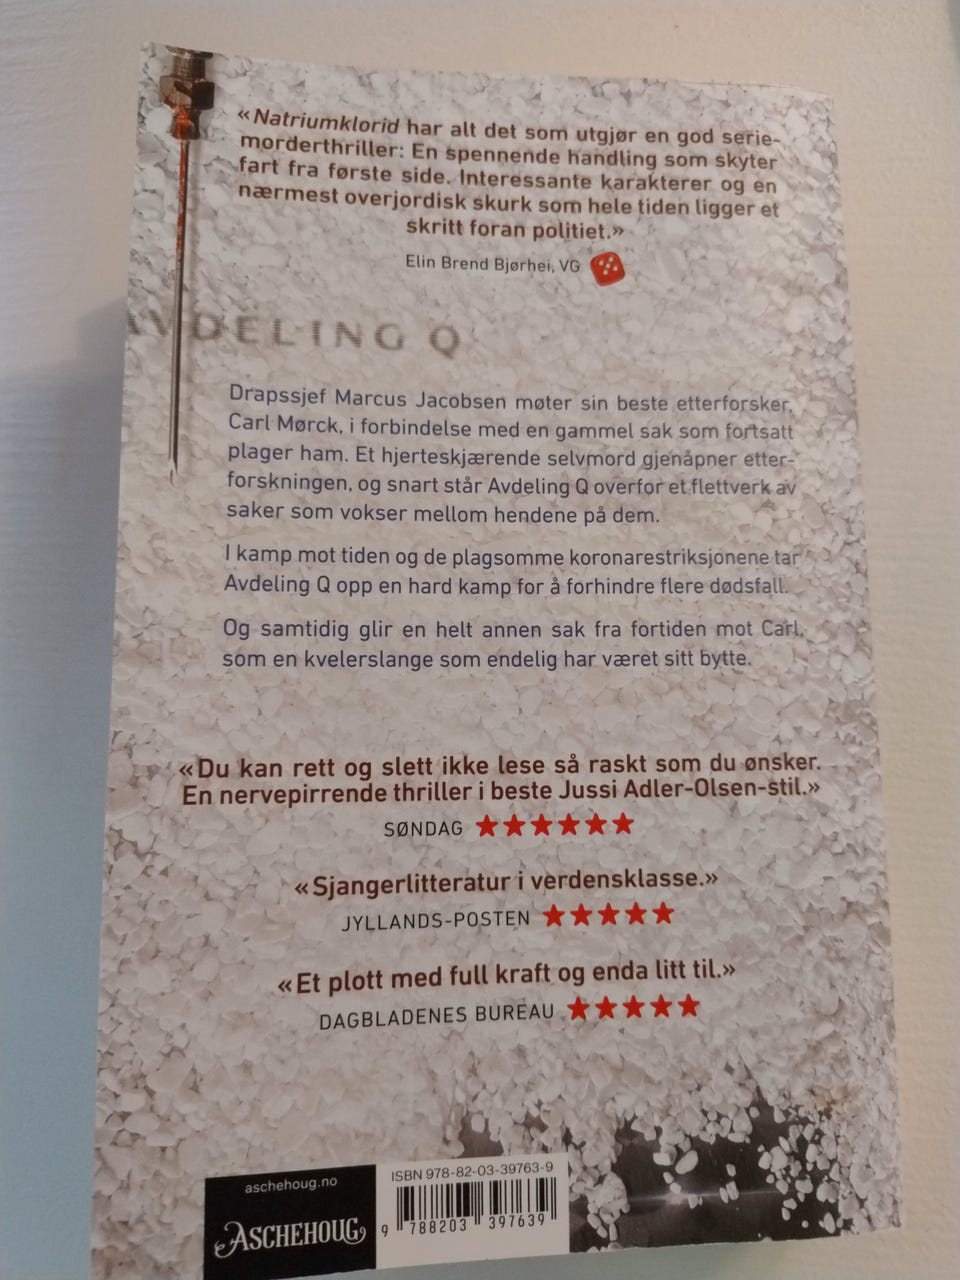 «Natriumklorid har alt det som utgjør en god serie-
morderthriller: En spennende handling som skyter
fart fra første side. Interessante karakterer og en
nærmest overjordisk skurk som hele tiden ligger et
skritt foran politiet.»
Elin Brend Bjørhei, VG
AVDELING Q
Drapssjef Marcus Jacobsen møter sin beste etterforsker,
Carl Mørck, i forbindelse med en gammel sak som fortsatt
plager ham. Et hjerteskjærende selvmord gjenåpner etter-
forskningen, og snart står Avdeling Q overfor et flettverk av
saker som vokser mellom hendene på dem.
I kamp mot tiden og de plagsomme koronarestriksjonene tar
Avdeling Q opp en hard kamp for å forhindre flere dødsfall.
Og samtidig glir en helt annen sak fra fortiden mot Carl,
som en kvelerslange som endelig har været sitt bytte.
«Du kan rett og slett ikke lese så raskt som du ønsker.
En nervepirrende thriller i beste Jussi Adler-Olsen-stil.»
SØNDAG ★★★★★★
«Sjangerlitteratur i verdensklasse.»
JYLLANDS-POSTEN ★★★★★
«Et plott med full kraft og enda litt til.»
DAGBLADENES BUREAU ★★★★★
aschehoug.no
ASCHEHOUG
ISBN 978-82-03-39763-9
9 788203 397639